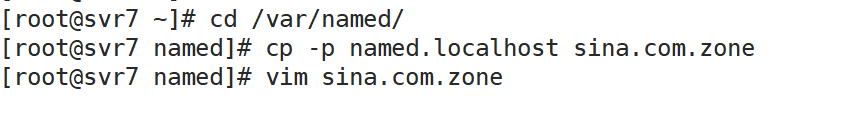 [root@svr7 ~]# cd /var/named/
[root@svr7 named]# cp -p named.localhost sina.com.zone
[root@svr7 named]# vim sina.com.zone